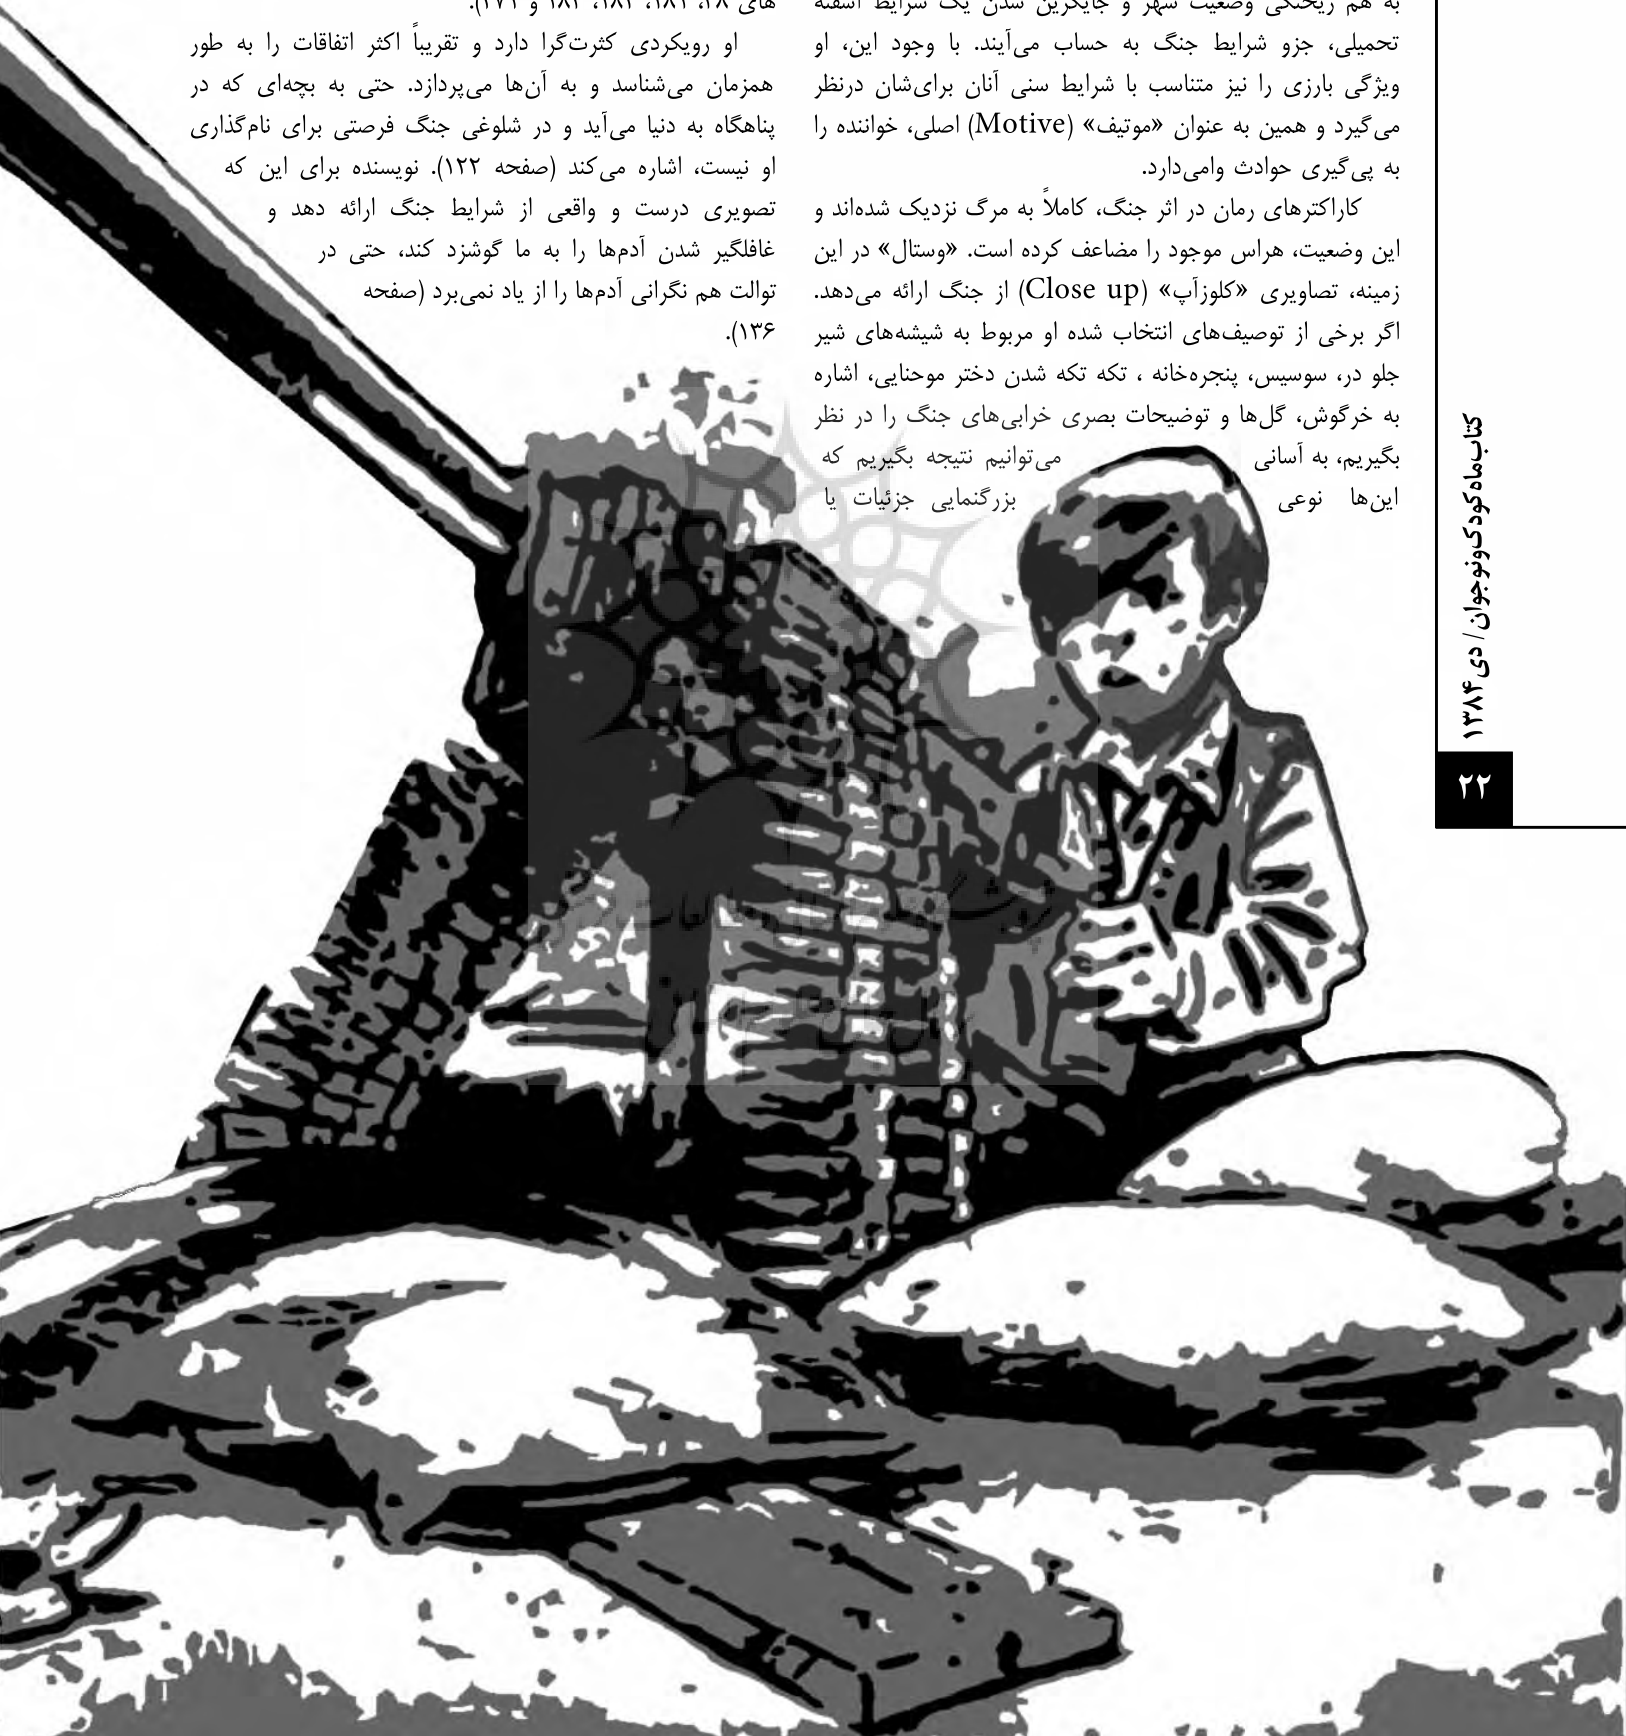 به هم ریختگی وضعیت شهر و جایگزین شدن یک شرایط آشفته
تحمیلی، جزو شرایط جنگ به حساب می‌آیند. با وجود این، او
ویژگی بارزی را نیز متناسب با شرایط سنی آنان برای‌شان درنظر
می‌گیرد و همین به عنوان «موتیف» (Motive) اصلی، خواننده را
به پی‌گیری حوادث وامی‌دارد.
کاراکترهای رمان در اثر جنگ، کاملاً به مرگ نزدیک شده‌اند و
این وضعیت، هراس موجود را مضاعف کرده است. «وستال» در این
زمینه، تصاویری «کلوزآپ» (Close up) از جنگ ارائه می‌دهد.
اگر برخی از توصیف‌های انتخاب شده او مربوط به شیشه‌های شیر
جلو در، سوسیس، پنجره‌خانه ، تکه تکه شدن دختر موحنایی، اشاره
به خرگوش، گل‌ها و توضیحات بصری خرابی‌های جنگ را در نظر
بگیریم، به آسانی می‌توانیم نتیجه بگیریم که
این‌ها نوعی بزرگنمایی جزئیات یا
او رویکردی کثرت‌گرا دارد و تقریباً اکثر اتفاقات را به طور
همزمان می‌شناسد و به آن‌ها می‌پردازد. حتی به بچه‌ای که در
پناهگاه به دنیا می‌آید و در شلوغی جنگ فرصتی برای نام‌گذاری
او نیست، اشاره می‌کند (صفحه ۱۲۲). نویسنده برای این که
تصویری درست و واقعی از شرایط جنگ ارائه دهد و
غافلگیر شدن آدم‌ها را به ما گوشزد کند، حتی در
توالت هم نگرانی آدم‌ها را از یاد نمی‌برد (صفحه
۱۳۶).
کتاب‌ماه‌کودک‌و‌نوجوان / دی ۱۳۸۴
۲۲